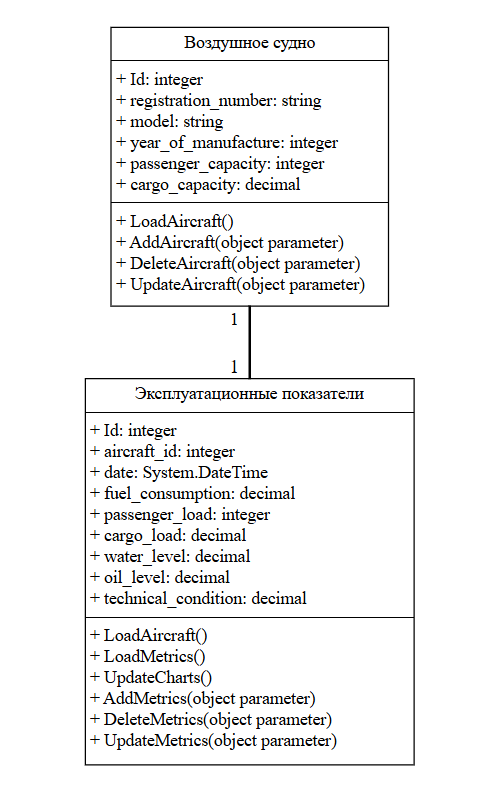 Воздушное судно
+ Id: integer
+ registration_number: string
+ model: string
+ year_of_manufacture: integer
+ passenger_capacity: integer
+ cargo_capacity: decimal
+ LoadAircraft()
+ AddAircraft(object parameter)
+ DeleteAircraft(object parameter)
+ UpdateAircraft(object parameter)
1
1
Эксплуатационные показатели
+ Id: integer
+ aircraft_id: integer
+ date: System.DateTime
+ fuel_consumption: decimal
+ passenger_load: integer
+ cargo_load: decimal
+ water_level: decimal
+ oil_level: decimal
+ technical_condition: decimal
+ LoadAircraft()
+ LoadMetrics()
+ UpdateCharts()
+ AddMetrics(object parameter)
+ DeleteMetrics(object parameter)
+ UpdateMetrics(object parameter)